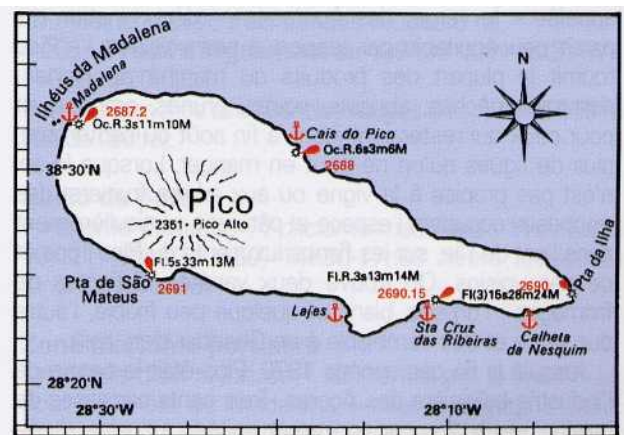 Ilhéus da Madalena
Madalena
2687.2
Oc.R.3s11m10M
N
Cais do Pico
Oc.R.6s3m6M
2688
38°30'N
Pico
2351 - Pico Alto
Fl.5s33m13M
Pta de São
Mateus
2691
Fl.R.3s13m14M
2690.15
2690
Fl(3)15s28m24M
Pta da Ilha
Lajes
Sta Cruz
das Ribeiras
Calheta
da Nesquim
28°20'N
28°30'W
28°10'W